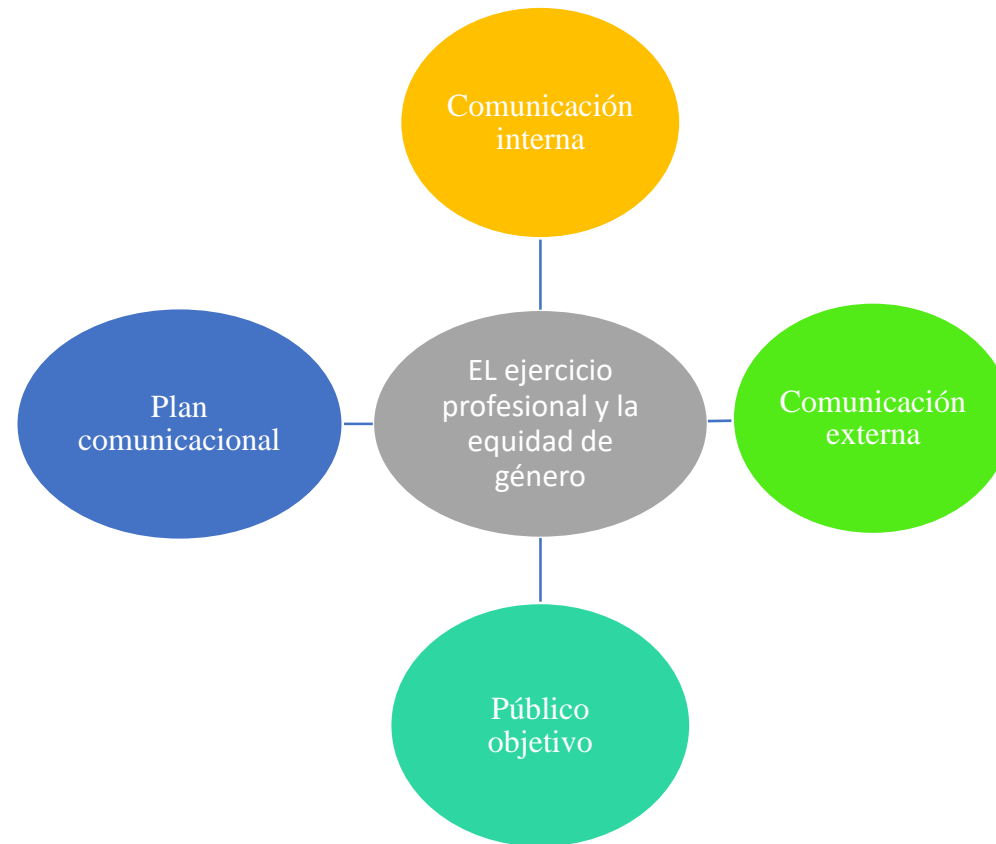 Comunicación
interna
Plan
comunicacional
EL ejercicio
profesional y la
equidad de
género
Comunicación
externa
Público
objetivo